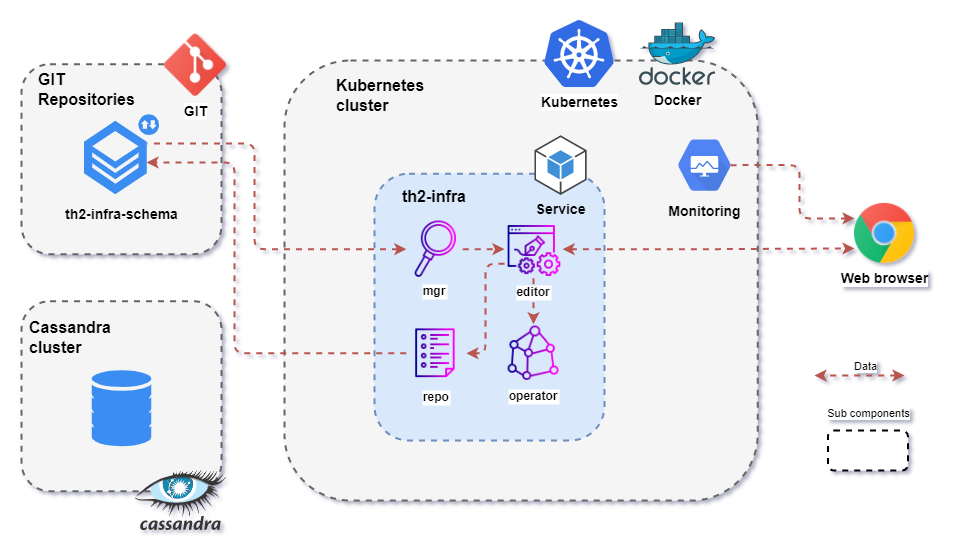 GIT
Repositories
GIT
th2-infra-schema
Cassandra
cluster
cassandra
Kubernetes
cluster
Kubernetes
docker
Docker
th2-infra
Service
mgr
editor
repo
operator
Monitoring
Web browser
Data
Sub components